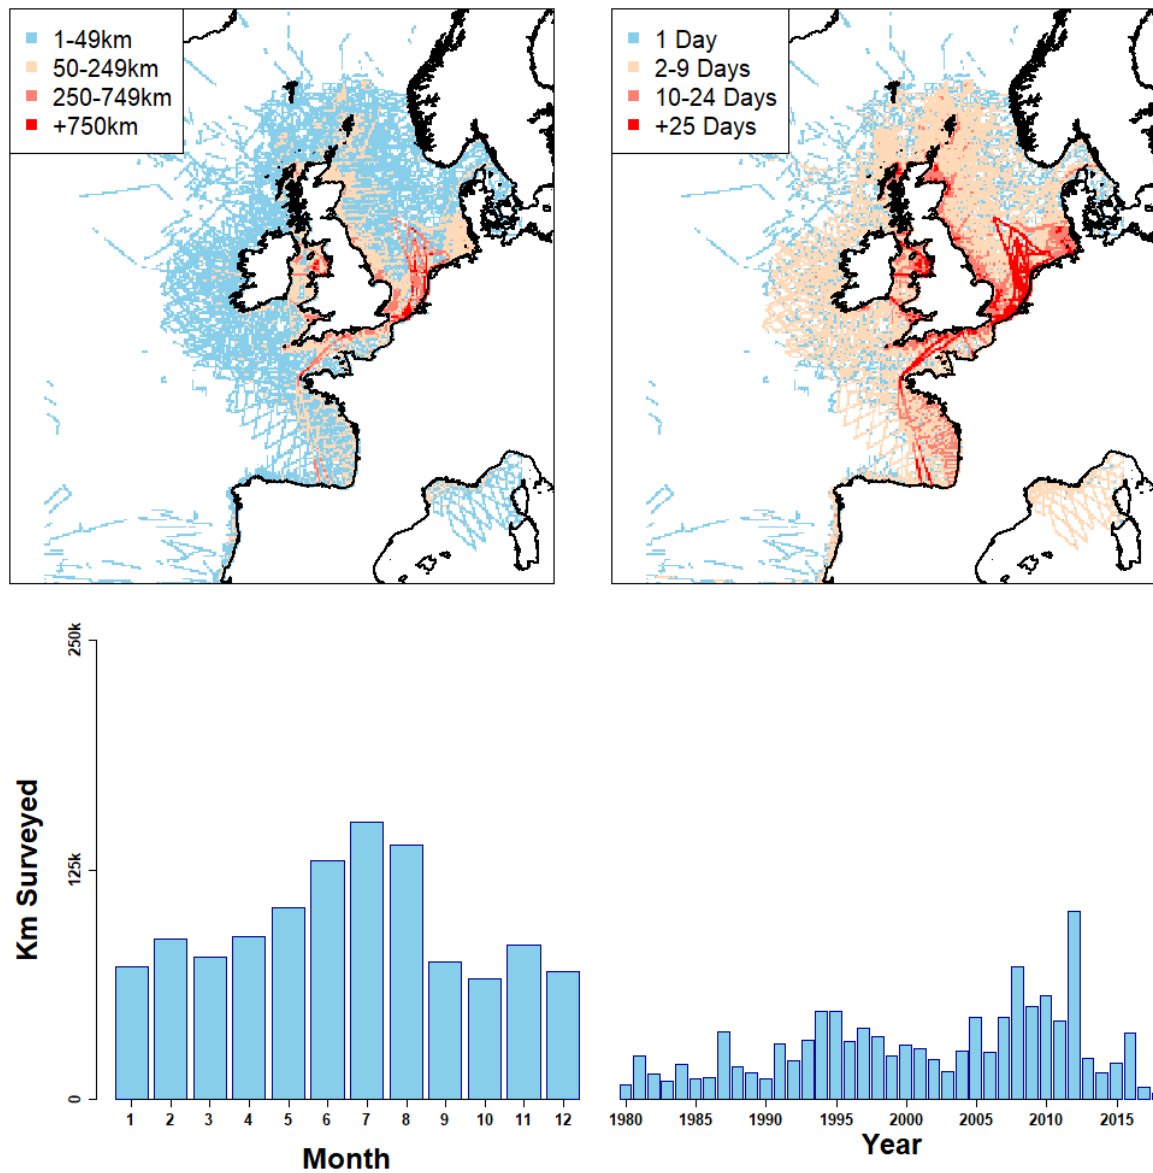 1-49km
50-249km
250-749km
+750km
1 Day
2-9 Days
10-24 Days
+25 Days
Km Surveyed
250k
125k
0
1 2 3 4 5 6 7 8 9 10 11 12
Month
1980 1985 1990 1995 2000 2005 2010 2015
Year